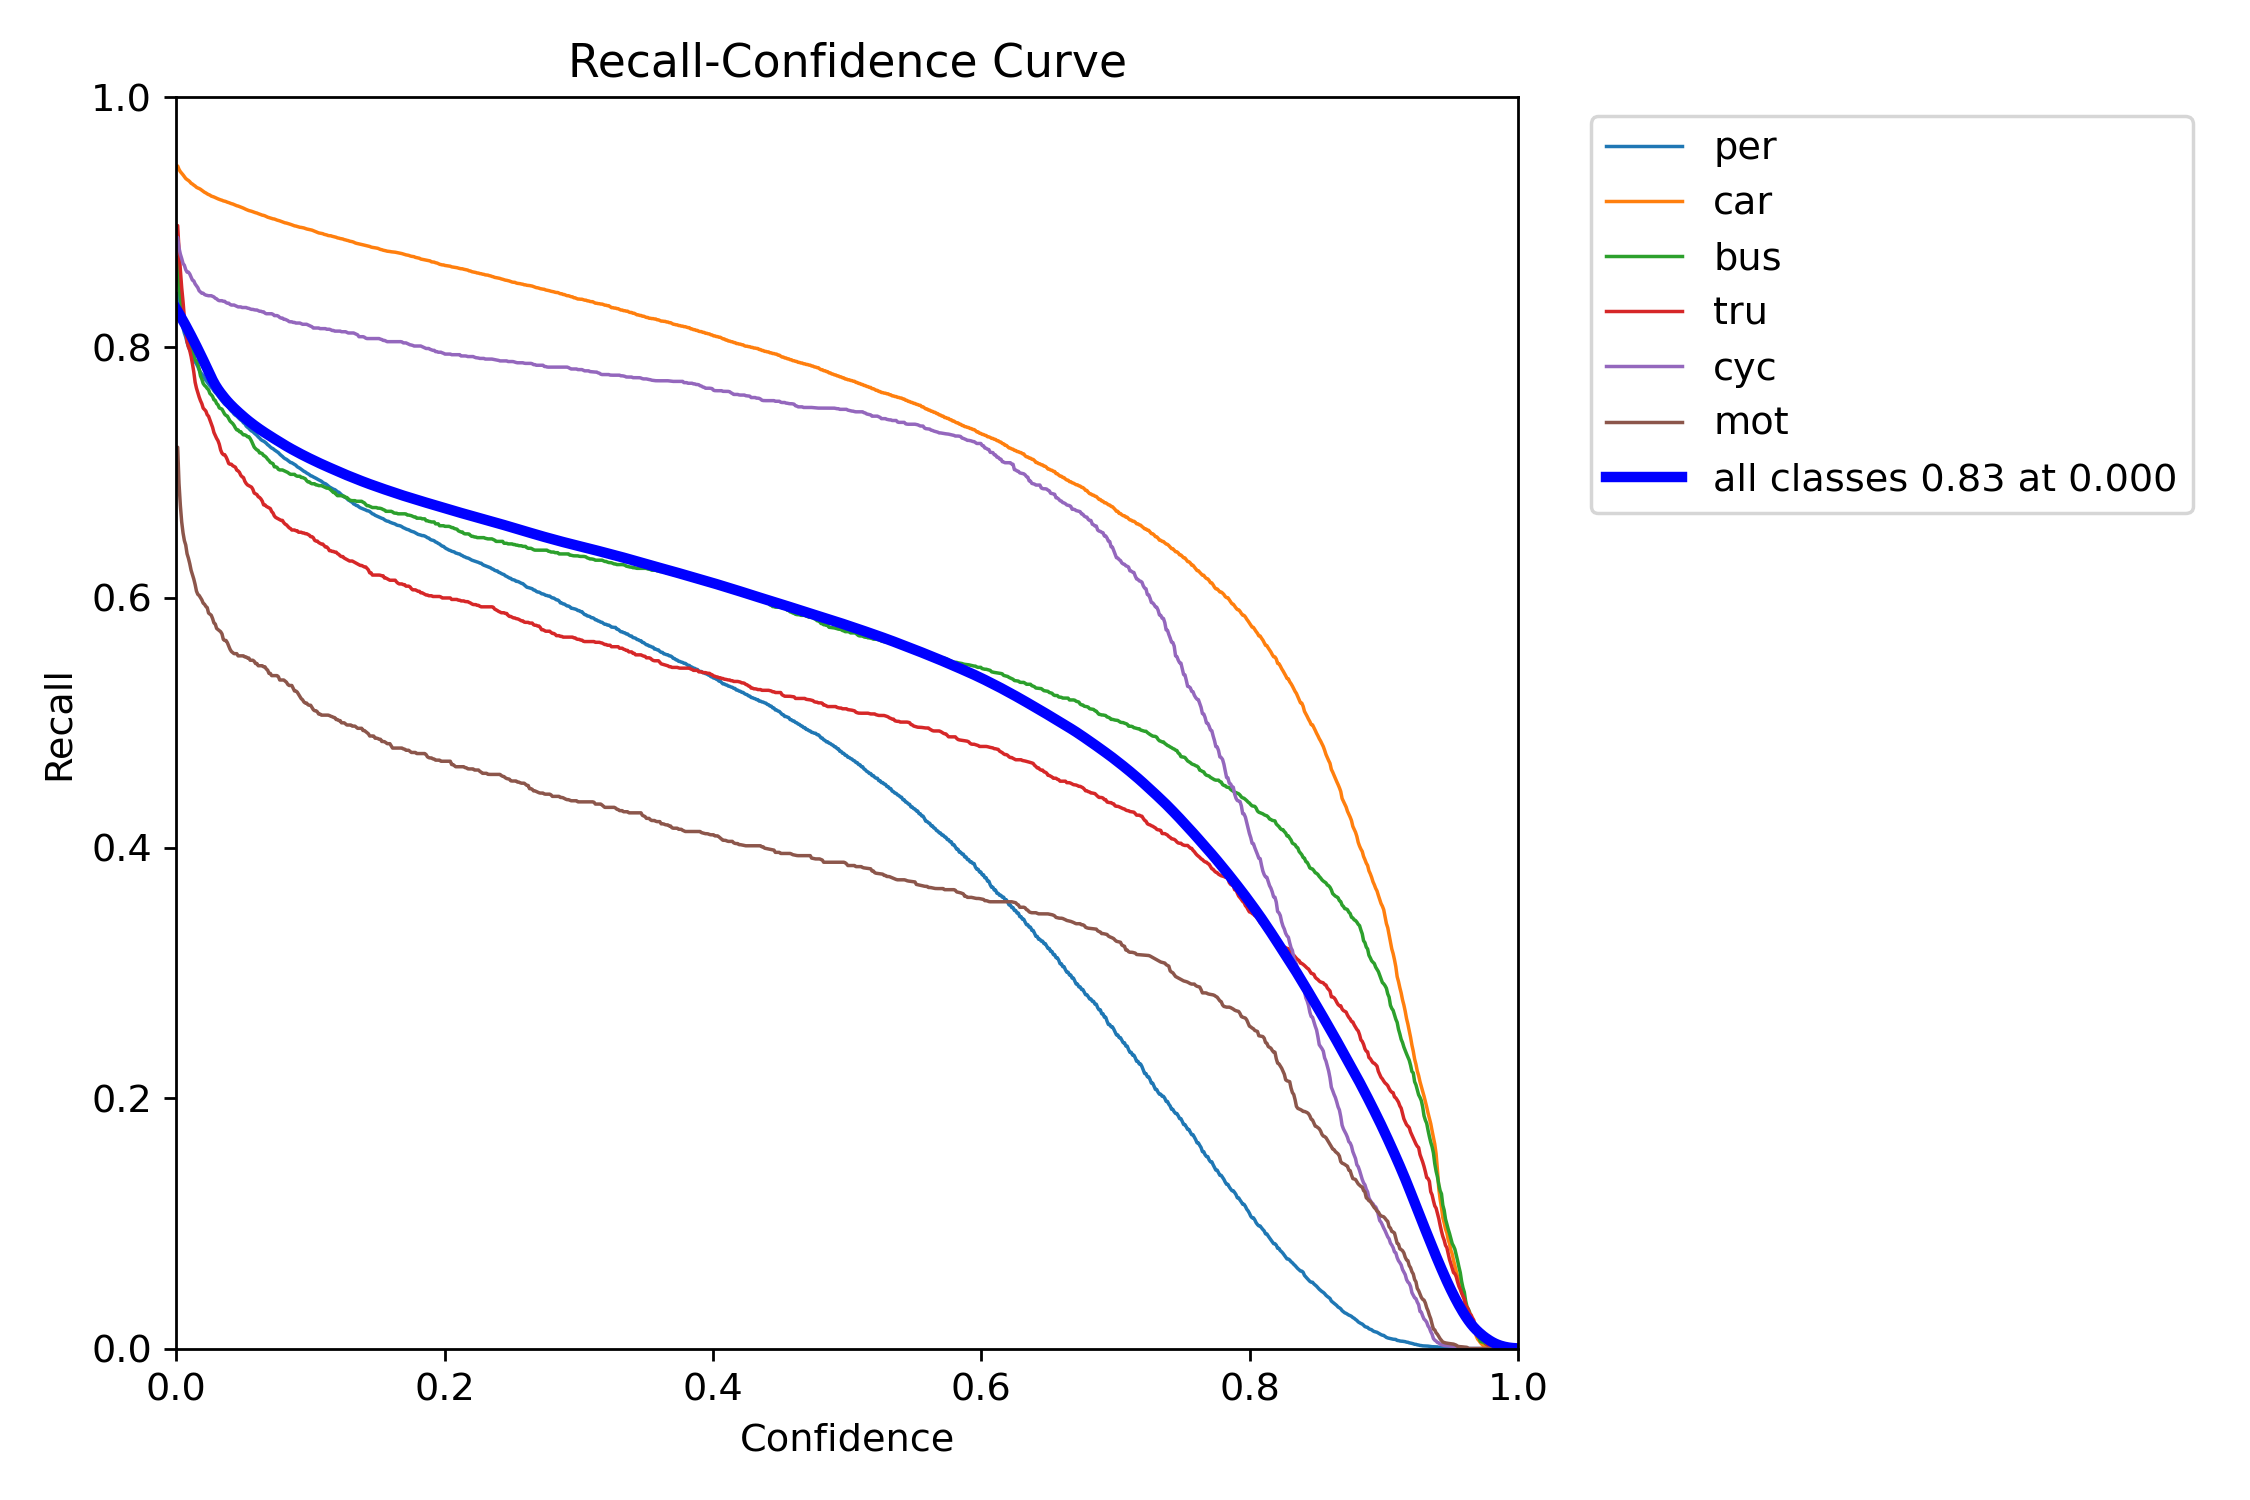 Recall-Confidence Curve
1.0
0.8
0.6
0.4
0.2
0.0
Recall
0.0 0.2 0.4 0.6 0.8 1.0
Confidence
per
car
bus
tru
cyc
mot
all classes 0.83 at 0.000